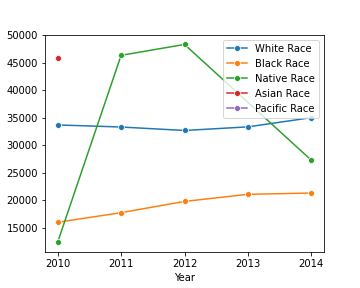 50000
45000
40000
35000
30000
25000
20000
15000
White Race
Black Race
Native Race
Asian Race
Pacific Race
2010 2011 2012 2013 2014
Year